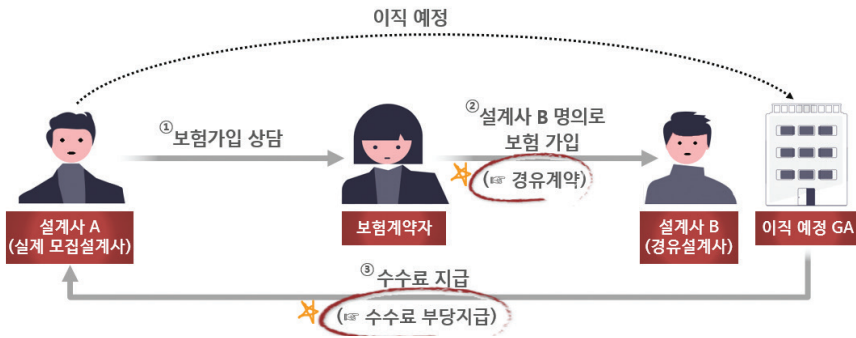 이직 예정
①보험가입 상담
②설계사 B 명의로
보험 가입
(☞ 경유계약)
설계사 A
(실제 모집설계사)
보험계약자
설계사 B
(경유설계사)
이직 예정 GA
③수수료 지급
(☞ 수수료 부당지급)